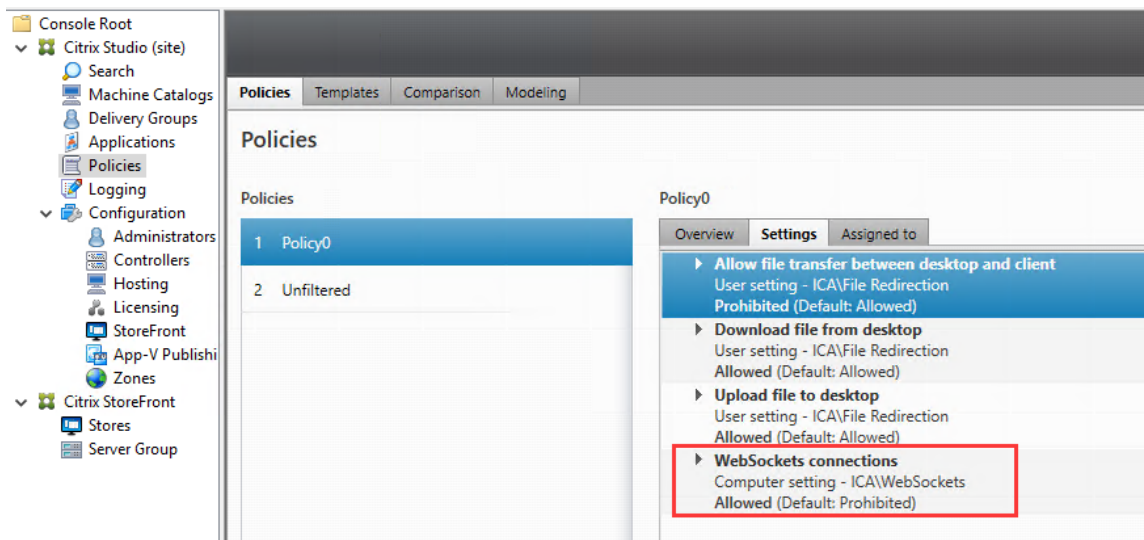 Console Root
Citrix Studio (site)
Search
Machine Catalogs
Delivery Groups
Applications
Policies
Logging
Configuration
Administrators
Controllers
Hosting
Licensing
StoreFront
App-V Publishi
Zones
Citrix StoreFront
Stores
Server Group
Policies Templates Comparison Modeling
Policies
Policies
1 Policy0
2 Unfiltered
Policy0
Overview Settings Assigned to
Allow file transfer between desktop and client
User setting - ICA\File Redirection
Prohibited (Default: Allowed)
Download file from desktop
User setting - ICA\File Redirection
Allowed (Default: Allowed)
Upload file to desktop
User setting - ICA\File Redirection
Allowed (Default: Allowed)
WebSockets connections
Computer setting - ICA\WebSockets
Allowed (Default: Prohibited)